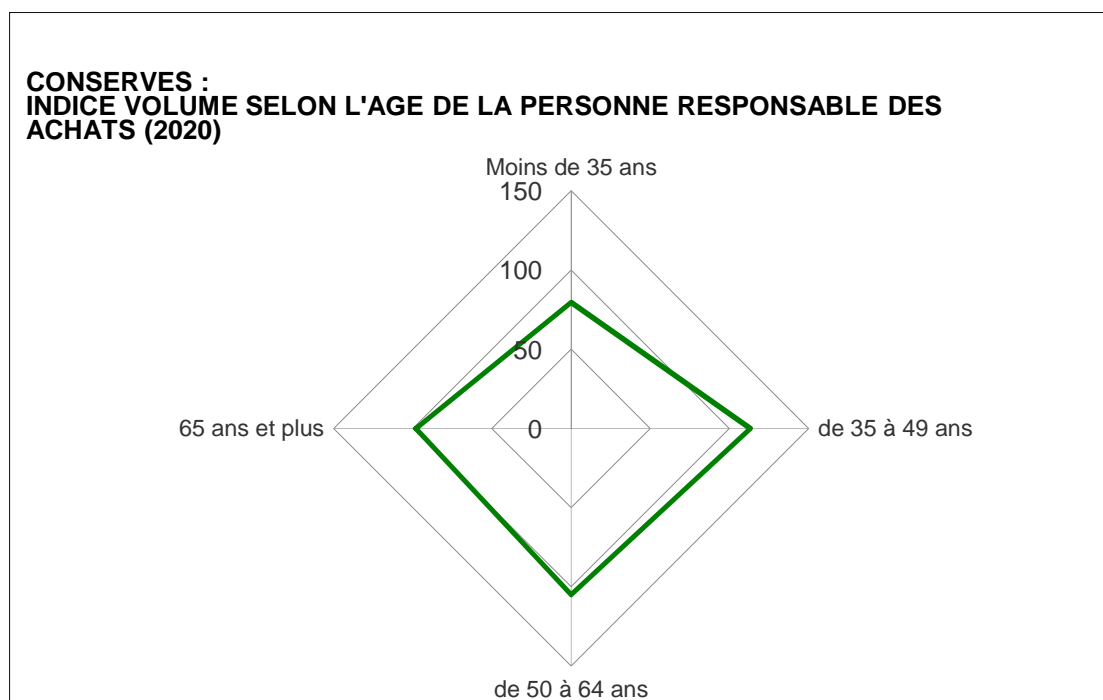 CONSERVES :
INDICE VOLUME SELON L'AGE DE LA PERSONNE RESPONSABLE DES
ACHATS (2020)
Moins de 35 ans
150
100
50
65 ans et plus
0
de 35 à 49 ans
de 50 à 64 ans